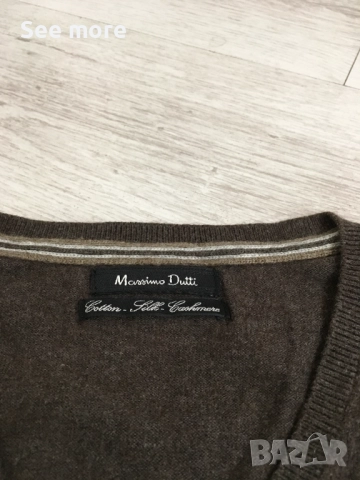 See more
Massimo Dutti
Cotton - Silk - Cashmere
BAZAR